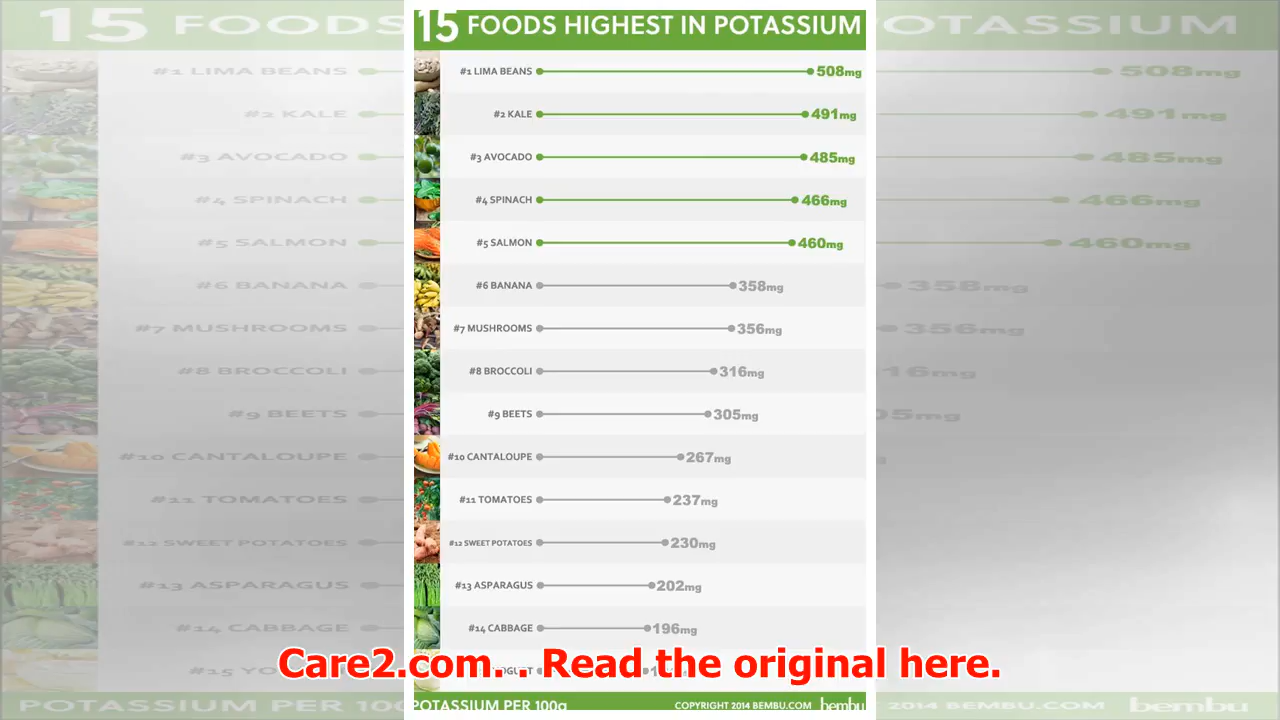 15 FOODS HIGHEST IN POTASSIUM
#1 LIMA BEANS 508mg
#2 KALE 491mg
#3 AVOCADO 485mg
#4 SPINACH 466mg
#5 SALMON 460mg
#6 BANANA 358mg
#7 MUSHROOMS 356mg
#8 BROCCOLI 316mg
#9 BEETS 305mg
#10 CANTALOUPE 267mg
#11 TOMATOES 237mg
#12 SWEET POTATOES 230mg
#13 ASPARAGUS 202mg
#14 CABBAGE 196mg
Care2.com. . Read the original here.
POTASSIUM PER 100g COPYRIGHT 2014 BEMBU.COM bembu